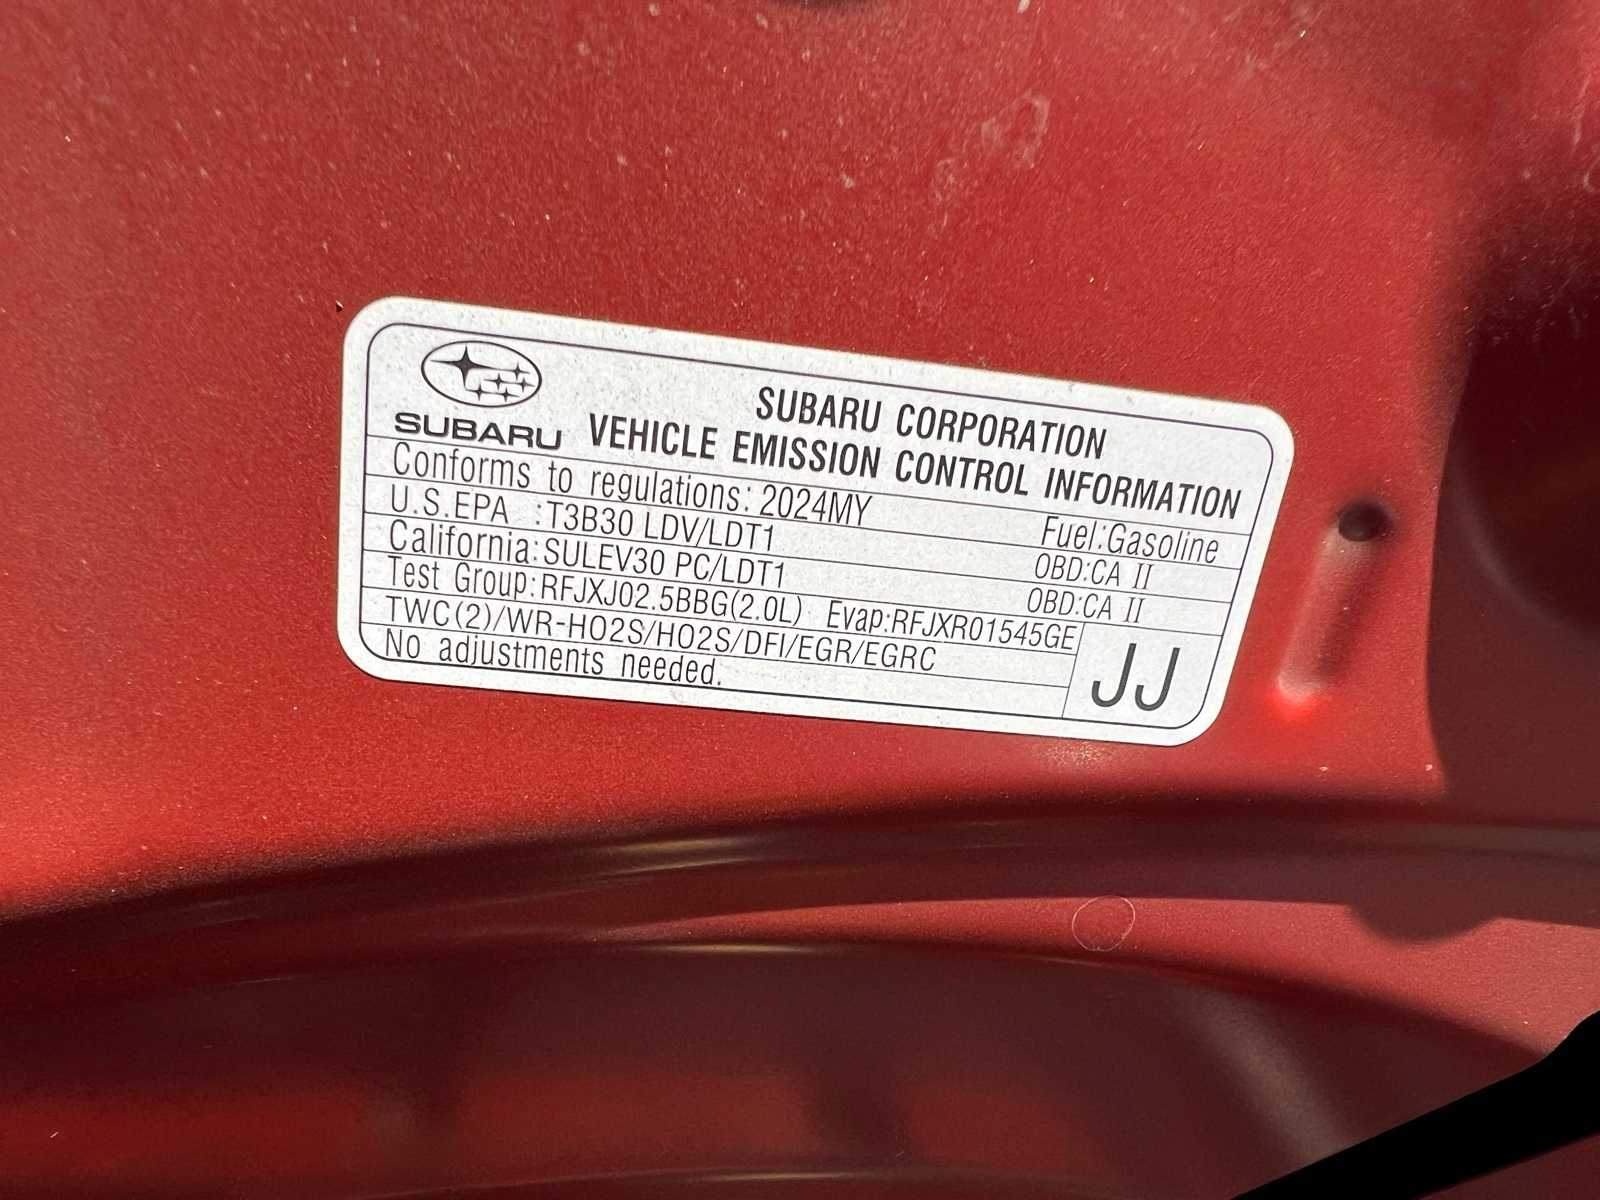 SUBARU
SUBARU CORPORATION
VEHICLE EMISSION CONTROL INFORMATION
Conforms to regulations: 2024MY Fuel:Gasoline
U.S.EPA :T3B30 LDV/LDT1 OBD:CA II
California:SULEV30 PC/LDT1 OBD:CA II
Test Group:RFJXJ02.5BBG(2.0L) Evap:RFJXR01545GE
TWC(2)/WR-HO2S/HO2S/DFI/EGR/EGRC
No adjustments needed.
JJ